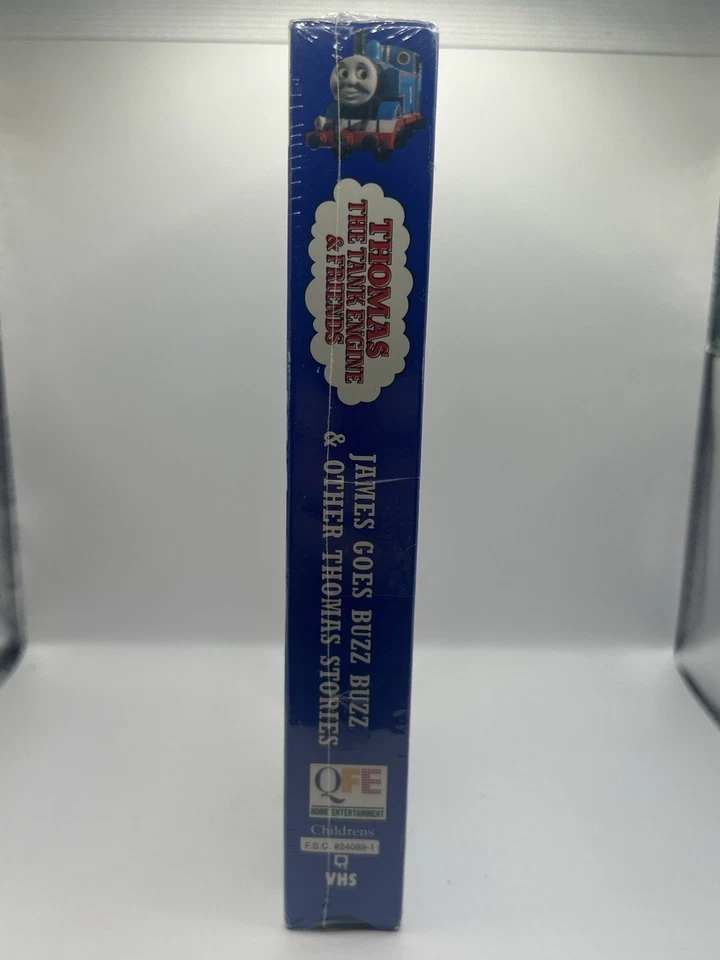 THOMAS
THE TANK ENGINE
& FRIENDS
JAMES GOES BUZZ BUZZ
& OTHER THOMAS STORIES
QFE
HOME ENTERTAINMENT
Childrens
F.S.C. #24089-1
VHS